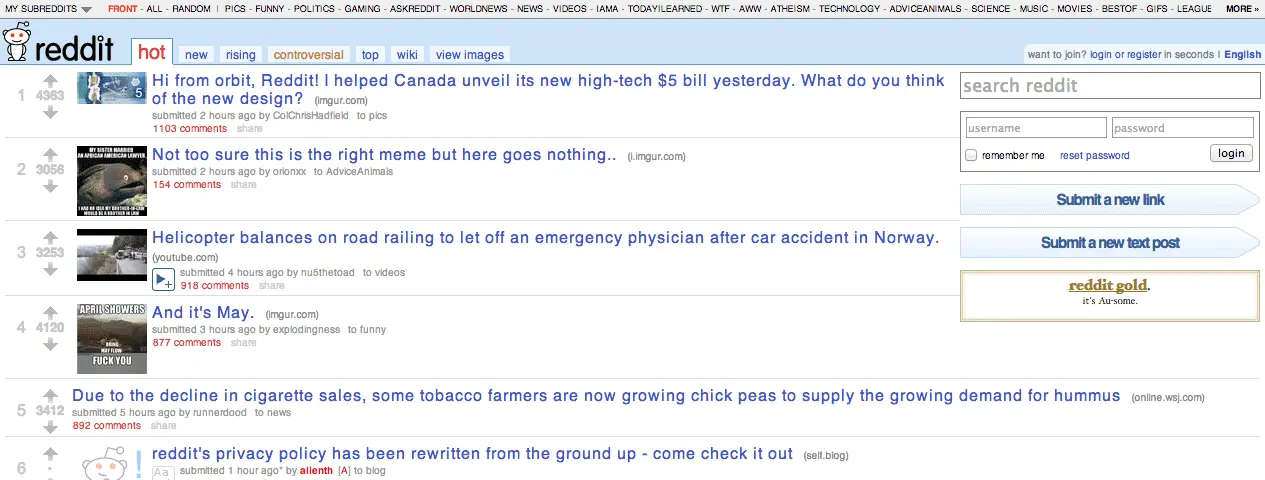 MY SUBREDDITS FRONT - ALL - RANDOM | PICS - FUNNY - POLITICS - GAMING - ASKREDDIT - WORLDNEWS - NEWS - VIDEOS - IAMA - TODAYILEARNED - WTF - AWW - ATHEISM - TECHNOLOGY - ADVICEANIMALS - SCIENCE - MUSIC - MOVIES - BESTOF - GIFS - LEAGUE MORE »
reddit hot new rising controversial top wiki view images
want to join? login or register in seconds | English
1
4363
5
Hi from orbit, Reddit! I helped Canada unveil its new high-tech $5 bill yesterday. What do you think
of the new design? (imgur.com)
submitted 2 hours ago by ColChrisHadfield to pics
1103 comments share
2
3056
MY SISTER MARRIED
AN AFRICAN AMERICAN LAWYER
I HAD NO IDEA MY BROTHER-IN-LAW
WOULD BE A BROTHER IN LAW
Not too sure this is the right meme but here goes nothing.. (i.imgur.com)
submitted 2 hours ago by orionxx to AdviceAnimals
154 comments share
3
3253
Helicopter balances on road railing to let off an emergency physician after car accident in Norway.
(youtube.com)
submitted 4 hours ago by nu5thetoad to videos
918 comments share
4
4120
APRIL SHOWERS
BRING
MAY FLOW-
FUCK YOU
And it's May. (imgur.com)
submitted 3 hours ago by explodingness to funny
877 comments share
5
3412
Due to the decline in cigarette sales, some tobacco farmers are now growing chick peas to supply the growing demand for hummus (online.wsj.com)
submitted 5 hours ago by runnerdood to news
892 comments share
6
Aa
reddit's privacy policy has been rewritten from the ground up - come check it out (self.blog)
submitted 1 hour ago* by alienth [A] to blog
search reddit
username password
remember me reset password login
Submit a new link
Submit a new text post
reddit gold.
it's Au-some.